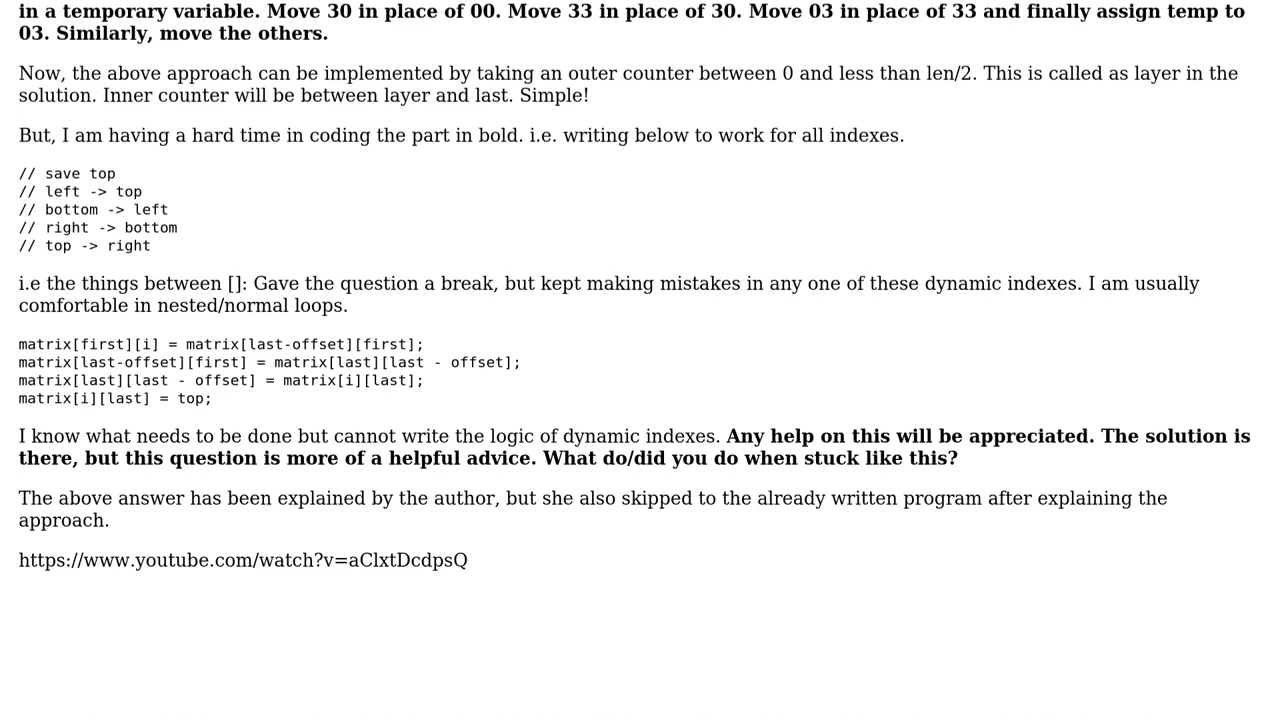 in a temporary variable. Move 30 in place of 00. Move 33 in place of 30. Move 03 in place of 33 and finally assign temp to
03. Similarly, move the others.
Now, the above approach can be implemented by taking an outer counter between 0 and less than len/2. This is called as layer in the
solution. Inner counter will be between layer and last. Simple!
But, I am having a hard time in coding the part in bold. i.e. writing below to work for all indexes.
// save top
// left -> top
// bottom -> left
// right -> bottom
// top -> right
i.e the things between []: Gave the question a break, but kept making mistakes in any one of these dynamic indexes. I am usually
comfortable in nested/normal loops.
matrix[first][i] = matrix[last-offset][first];
matrix[last-offset][first] = matrix[last][last - offset];
matrix[last][last - offset] = matrix[i][last];
matrix[i][last] = top;
I know what needs to be done but cannot write the logic of dynamic indexes. Any help on this will be appreciated. The solution is
there, but this question is more of a helpful advice. What do/did you do when stuck like this?
The above answer has been explained by the author, but she also skipped to the already written program after explaining the
approach.
https://www.youtube.com/watch?v=aClxtDcdpsQ